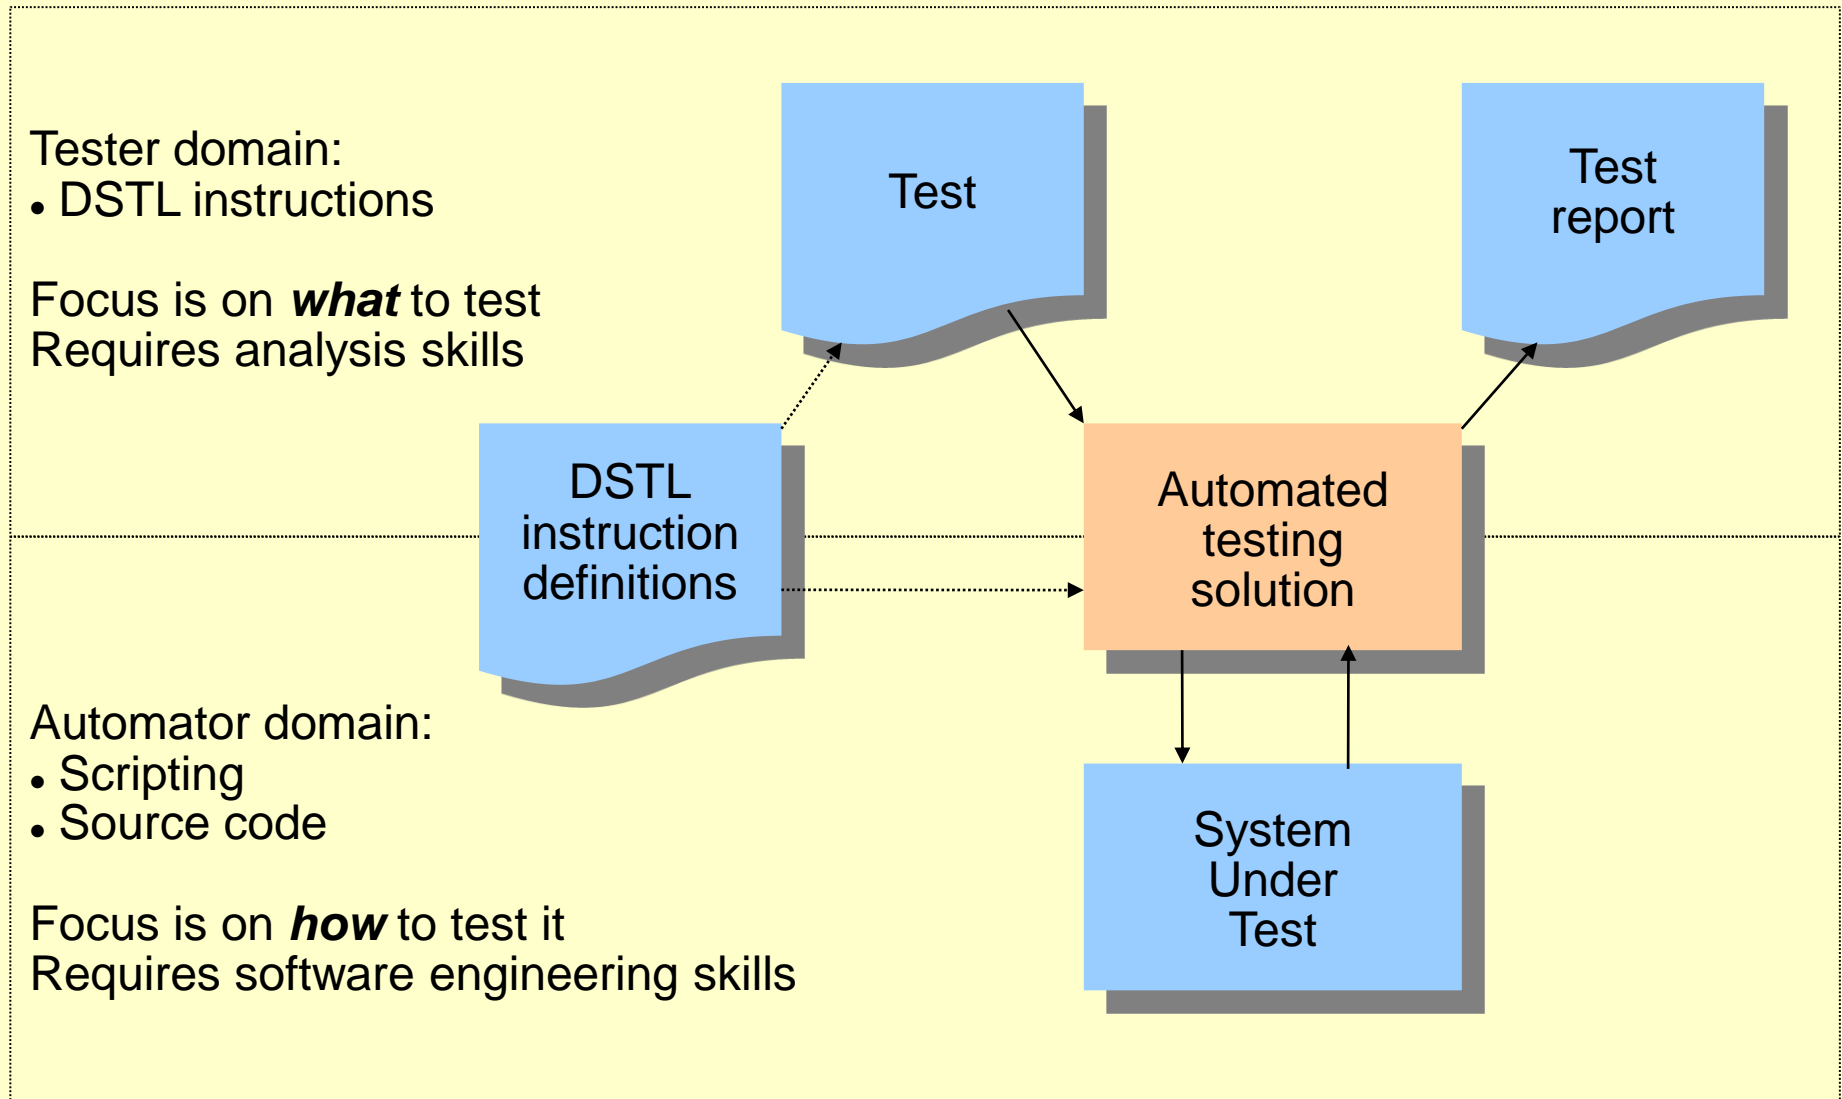 Tester domain:
• DSTL instructions
Focus is on what to test
Requires analysis skills
Test
Test
report
DSTL
instruction
definitions
Automated
testing
solution
Automator domain:
• Scripting
• Source code
Focus is on how to test it
Requires software engineering skills
System
Under
Test